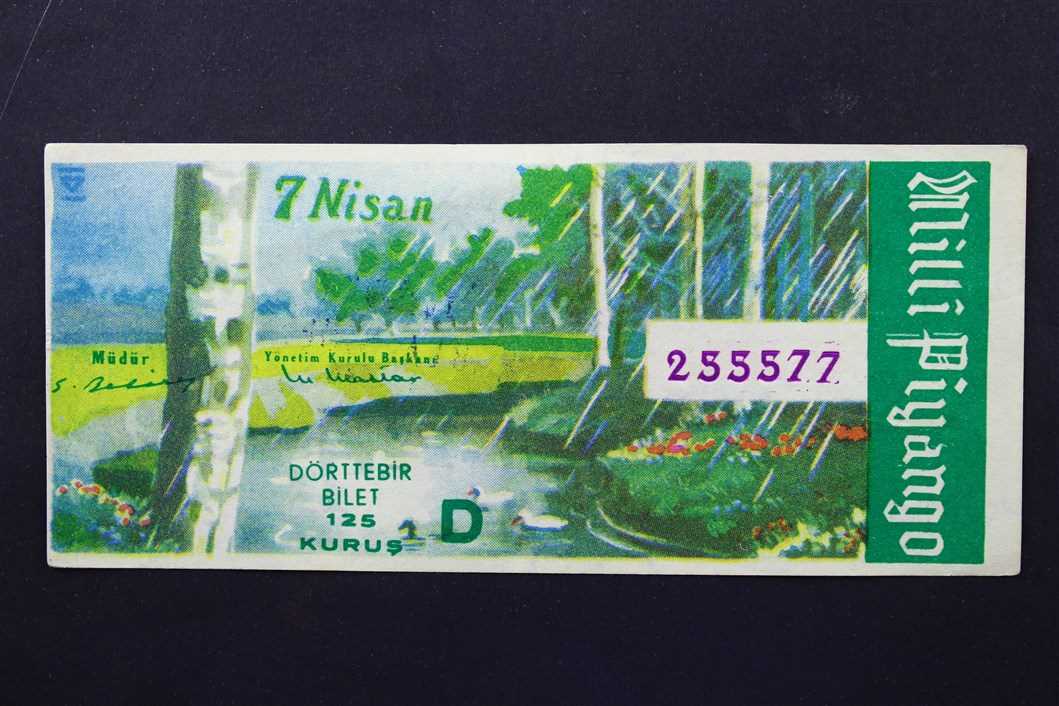 7 Nisan
Müdür
Yönetim Kurulu Başkanı
255577
DÖRTTEBİR
BİLET
125
KURUŞ
D
Milli Piyango